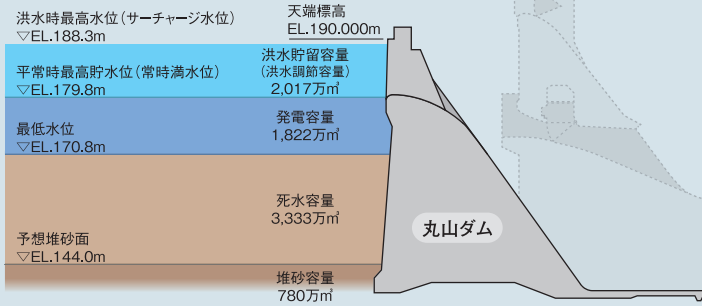 洪水時最高水位（サーチャージ水位）
▽EL.188.3m
天端標高
EL.190.000m
平常時最高貯水位（常時満水位）
▽EL.179.8m
洪水貯留容量
（洪水調節容量）
2,017万㎥
最低水位
▽EL.170.8m
発電容量
1,822万㎥
死水容量
3,333万㎥
丸山ダム
予想堆砂面
▽EL.144.0m
堆砂容量
780万㎥